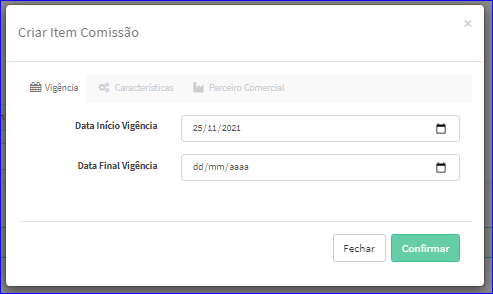 Criar Item Comissão ×
Vigência Características Parceiro Comercial
Data Início Vigência 25/11/2021
Data Final Vigência dd/mm/aaaa
Fechar Confirmar